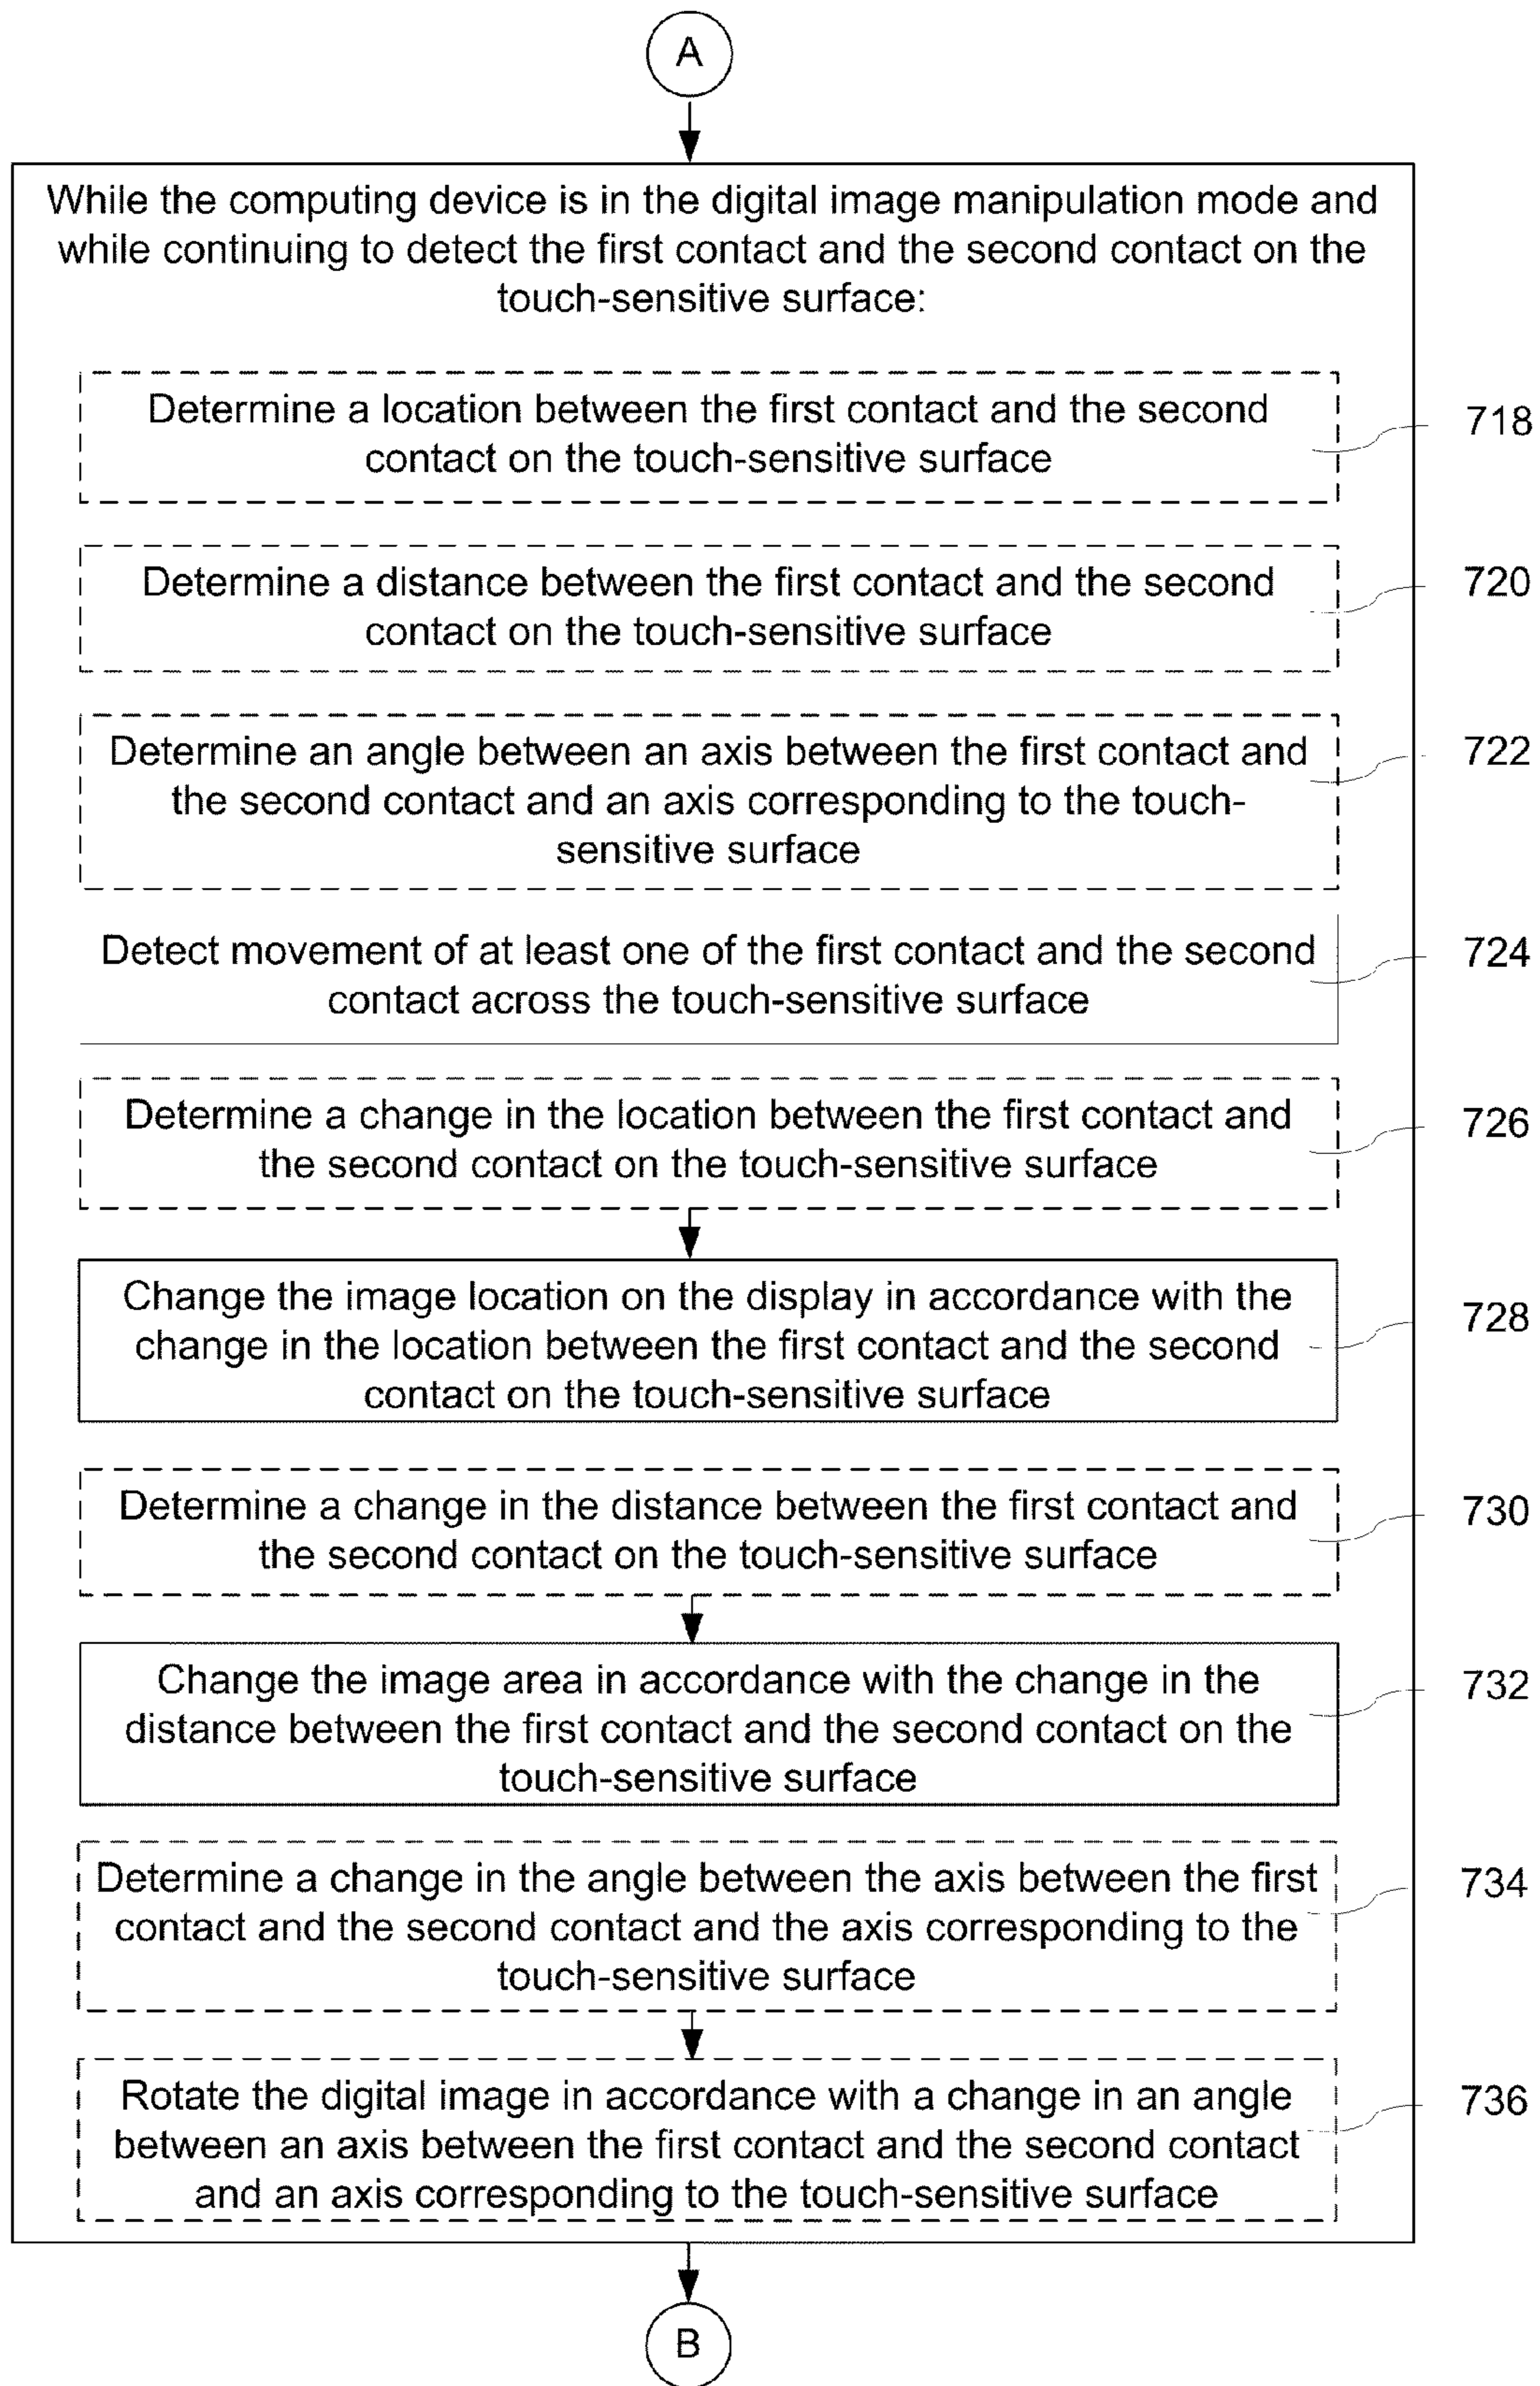 A
While the computing device is in the digital image manipulation mode and
while continuing to detect the first contact and the second contact on the
touch-sensitive surface:
Determine a location between the first contact and the second
contact on the touch-sensitive surface
718
Determine a distance between the first contact and the second
contact on the touch-sensitive surface
720
Determine an angle between an axis between the first contact and
the second contact and an axis corresponding to the touch-
sensitive surface
722
Detect movement of at least one of the first contact and the second
contact across the touch-sensitive surface
724
Determine a change in the location between the first contact and
the second contact on the touch-sensitive surface
726
Change the image location on the display in accordance with the
change in the location between the first contact and the second
contact on the touch-sensitive surface
728
Determine a change in the distance between the first contact and
the second contact on the touch-sensitive surface
730
Change the image area in accordance with the change in the
distance between the first contact and the second contact on the
touch-sensitive surface
732
Determine a change in the angle between the axis between the first
contact and the second contact and the axis corresponding to the
touch-sensitive surface
734
Rotate the digital image in accordance with a change in an angle
between an axis between the first contact and the second contact
and an axis corresponding to the touch-sensitive surface
736
B